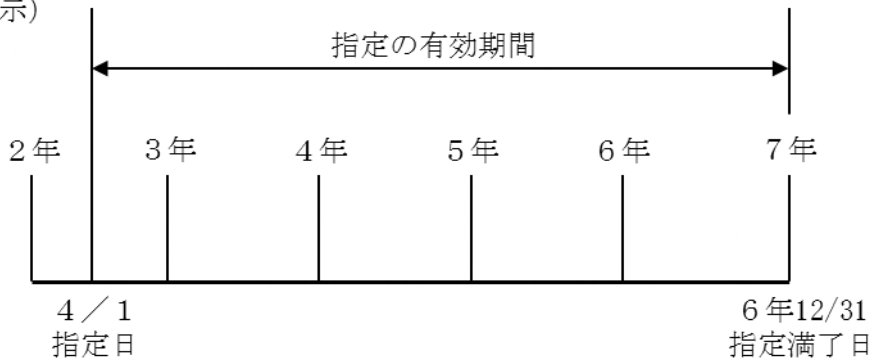 示）
指定の有効期間
２年 ３年 ４年 ５年 ６年 ７年
４／１ ６年12/31
指定日 指定満了日